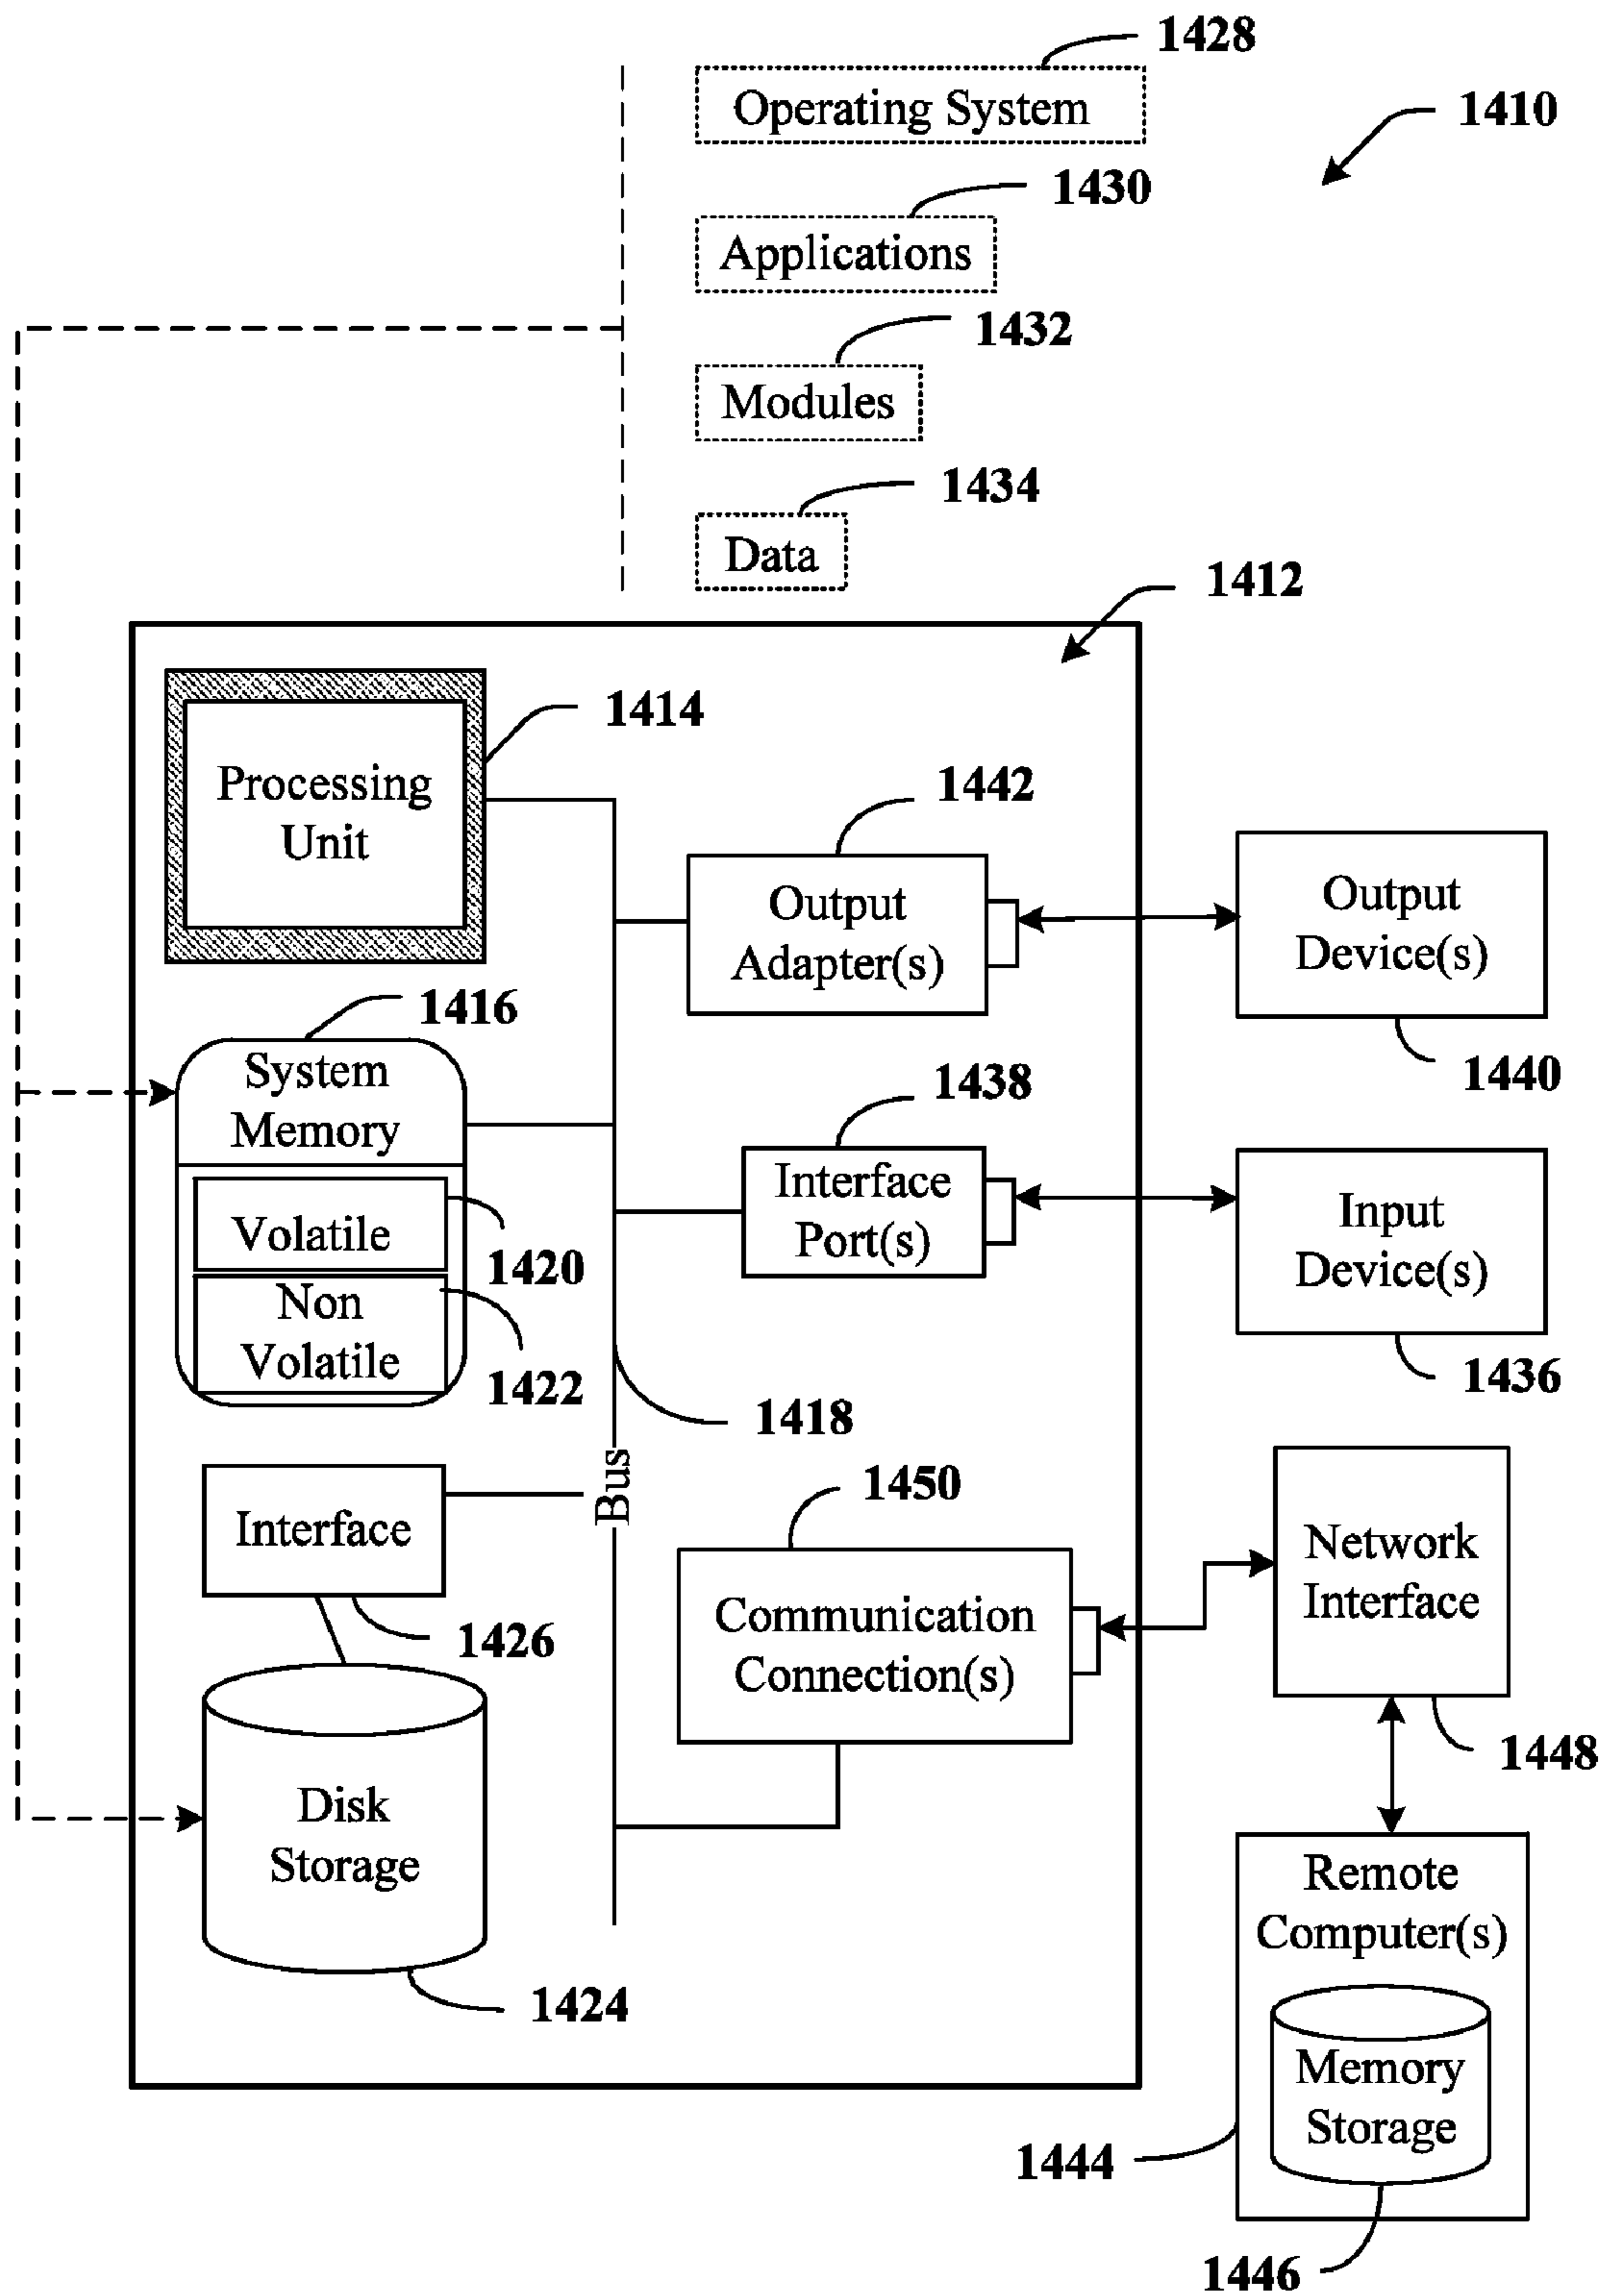 1428
Operating System
1410
1430
Applications
1432
Modules
1434
Data
1412
1414
Processing
Unit
1442
Output
Adapter(s)
Output
Device(s)
1440
1416
System
Memory
1438
Interface
Port(s)
Input
Device(s)
1436
Volatile
1420
Non
Volatile
1422
1418
Bus
Interface
1426
1450
Communication
Connection(s)
Network
Interface
1448
Disk
Storage
1424
Remote
Computer(s)
Memory
Storage
1444
1446